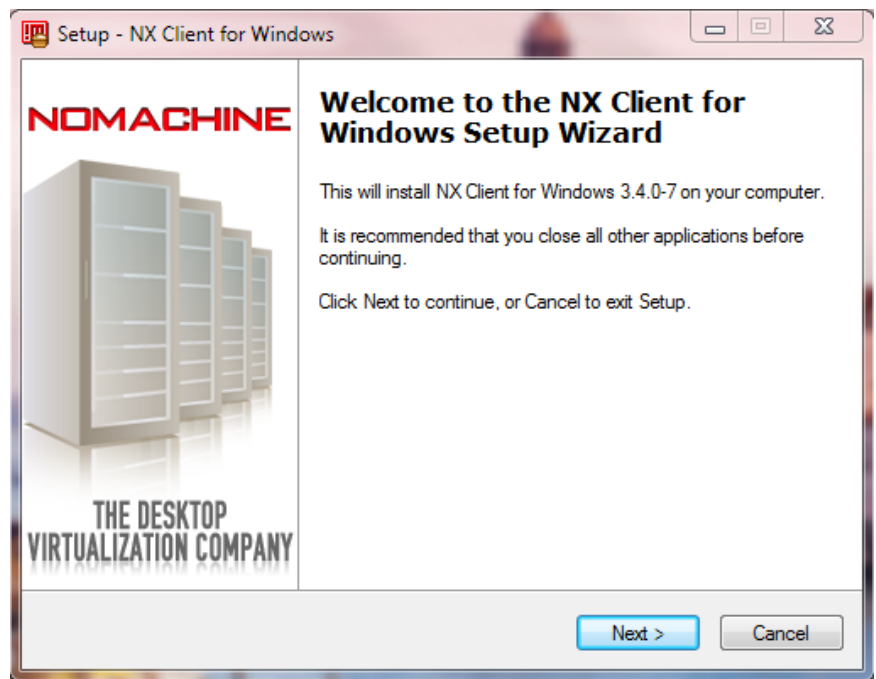 Setup - NX Client for Windows
NOMACHINE
Welcome to the NX Client for
Windows Setup Wizard
This will install NX Client for Windows 3.4.0-7 on your computer.
It is recommended that you close all other applications before
continuing.
Click Next to continue, or Cancel to exit Setup.
THE DESKTOP
VIRTUALIZATION COMPANY
Next >
Cancel